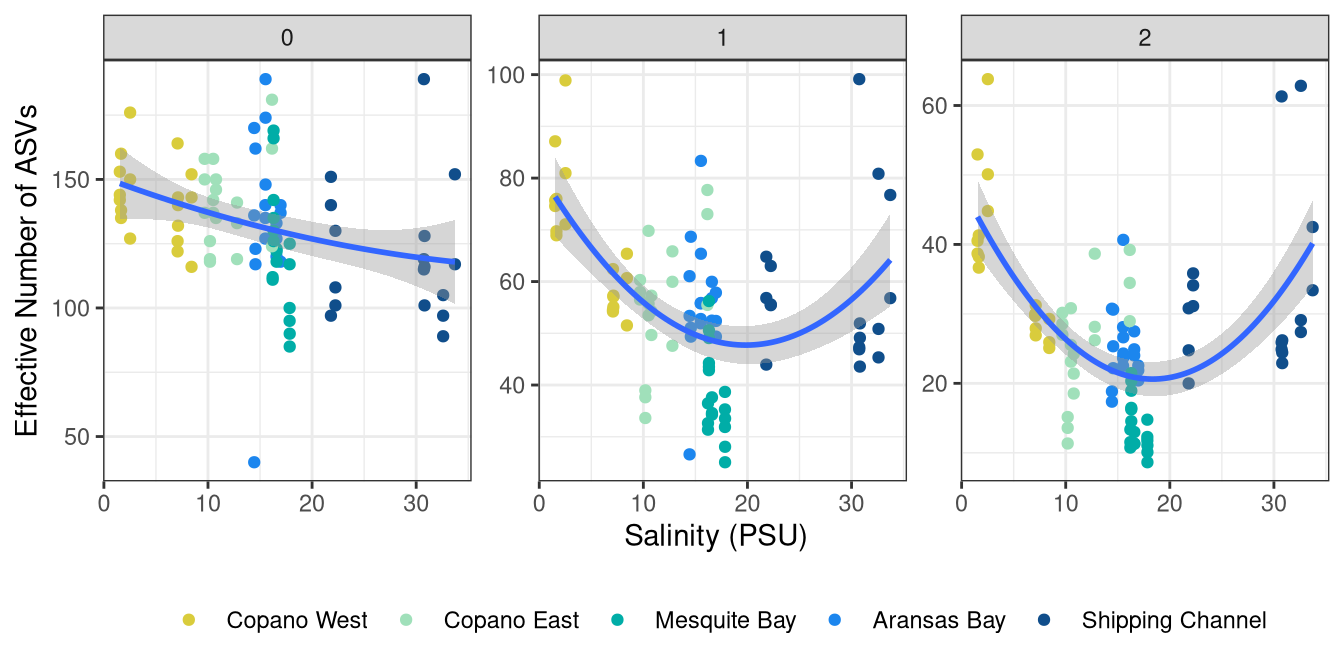 0 1 2
Effective Number of ASVs
150
100
50
100
80
60
40
60
40
20
0 10 20 30
0 10 20 30
0 10 20 30
Salinity (PSU)
Copano West Copano East Mesquite Bay Aransas Bay Shipping Channel